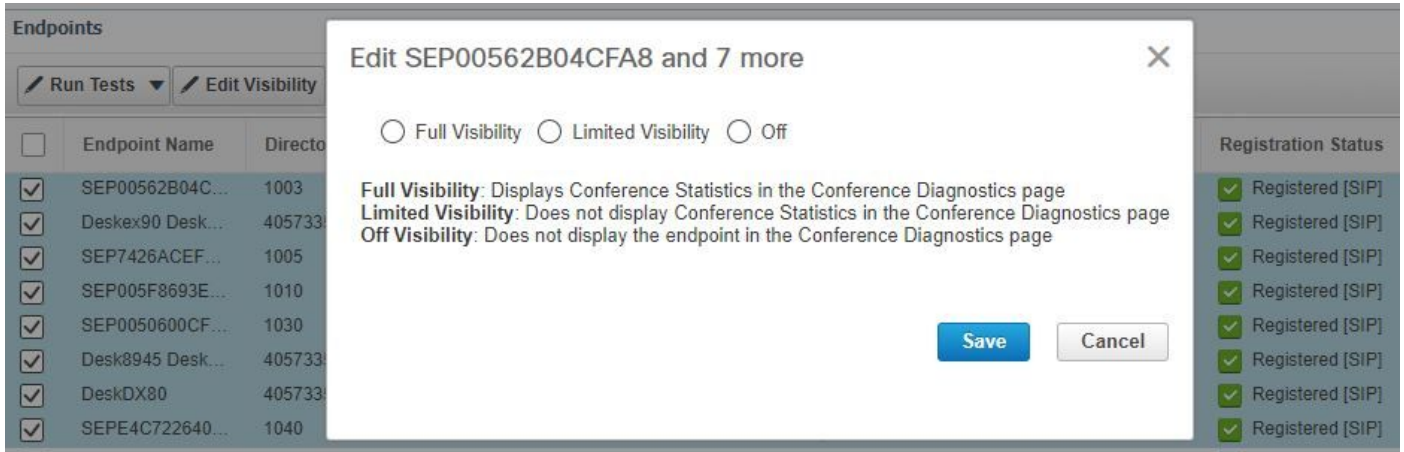 Endpoints
Edit SEP00562B04CFA8 and 7 more
Run Tests Edit Visibility
Full Visibility Limited Visibility Off
Endpoint Name Directo Registration Status
Full Visibility: Displays Conference Statistics in the Conference Diagnostics page
Limited Visibility: Does not display Conference Statistics in the Conference Diagnostics page
Off Visibility: Does not display the endpoint in the Conference Diagnostics page
SEP00562B04C... 1003 Registered [SIP]
Deskex90 Desk...405733 Registered [SIP]
SEP7426ACEF... 1005 Registered [SIP]
SEP005F8693E... 1010 Registered [SIP]
SEP0050600CF... 1030 Registered [SIP]
Desk8945 Desk... 405733 Registered [SIP]
DeskDX80 405733 Registered [SIP]
SEPE4C722640... 1040 Registered [SIP]
Save Cancel